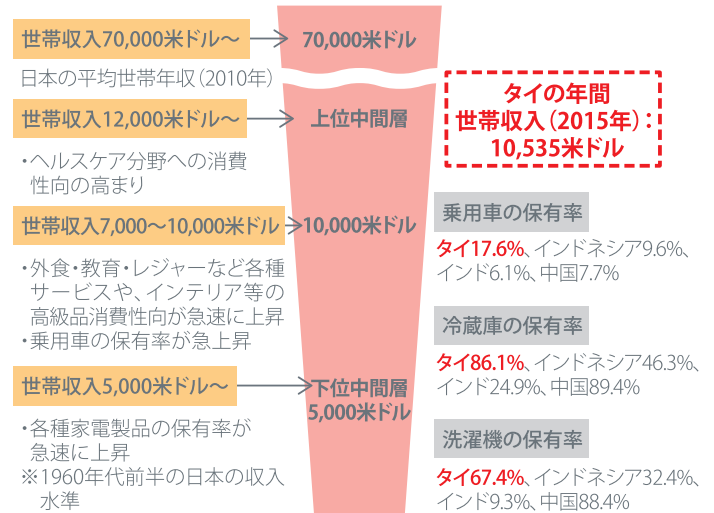 世帯収入70,000米ドル～
70,000米ドル
日本の平均世帯年収（2010年）
世帯収入12,000米ドル～
上位中間層
・ヘルスケア分野への消費
性向の高まり
世帯収入7,000～10,000米ドル
10,000米ドル
・外食・教育・レジャーなど各種
サービスや、インテリア等の
高級品消費性向が急速に上昇
・乗用車の保有率が急上昇
世帯収入5,000米ドル～
下位中間層
5,000米ドル
・各種家電製品の保有率が
急速に上昇
※1960年代前半の日本の収入
水準
タイの年間
世帯収入（2015年）：
10,535米ドル
乗用車の保有率
タイ17.6%、インドネシア9.6%、
インド6.1%、中国7.7%
冷蔵庫の保有率
タイ86.1%、インドネシア46.3%、
インド24.9%、中国89.4%
洗濯機の保有率
タイ67.4%、インドネシア32.4%、
インド9.3%、中国88.4%